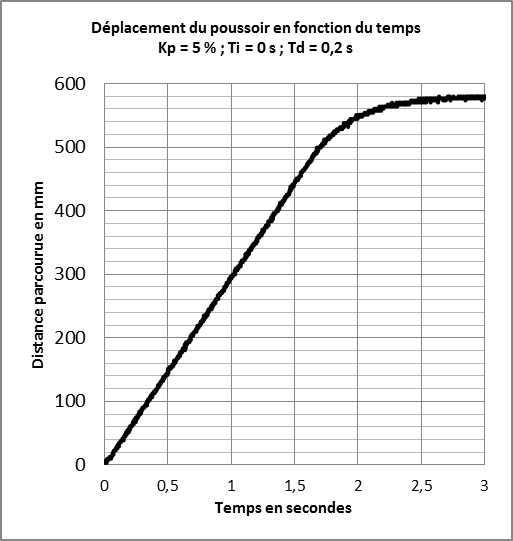 Déplacement du poussoir en fonction du temps
Kp = 5 % ; Ti = 0 s ; Td = 0,2 s
600
500
400
300
200
100
0
Distance parcourue en mm
0 0,5 1 1,5 2 2,5 3
Temps en secondes